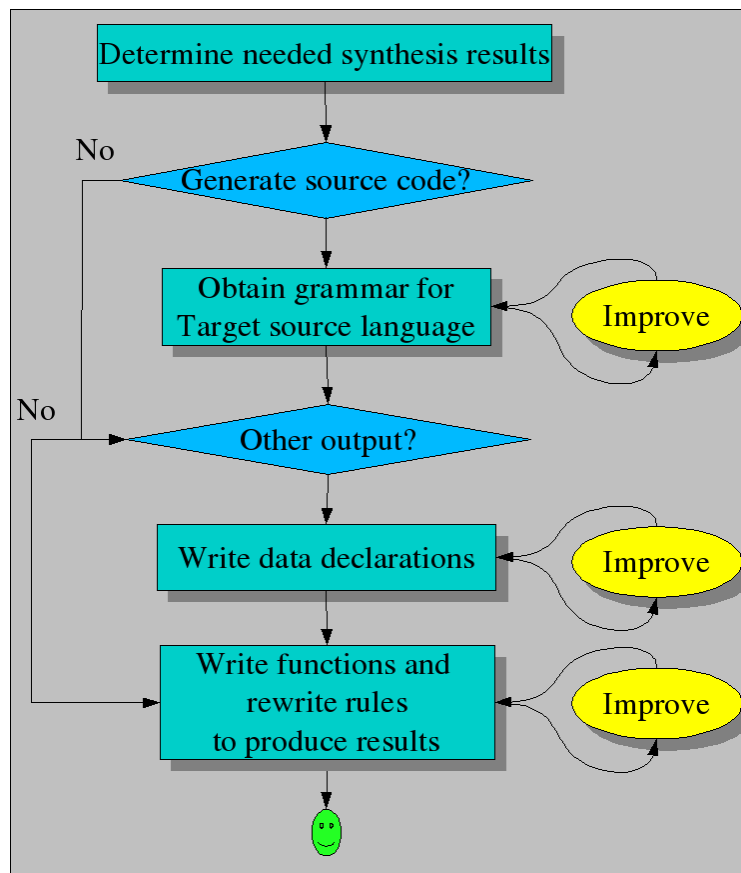 Determine needed synthesis results
No
Generate source code?
Obtain grammar for
Target source language
Improve
No
Other output?
Write data declarations
Improve
Write functions and
rewrite rules
to produce results
Improve